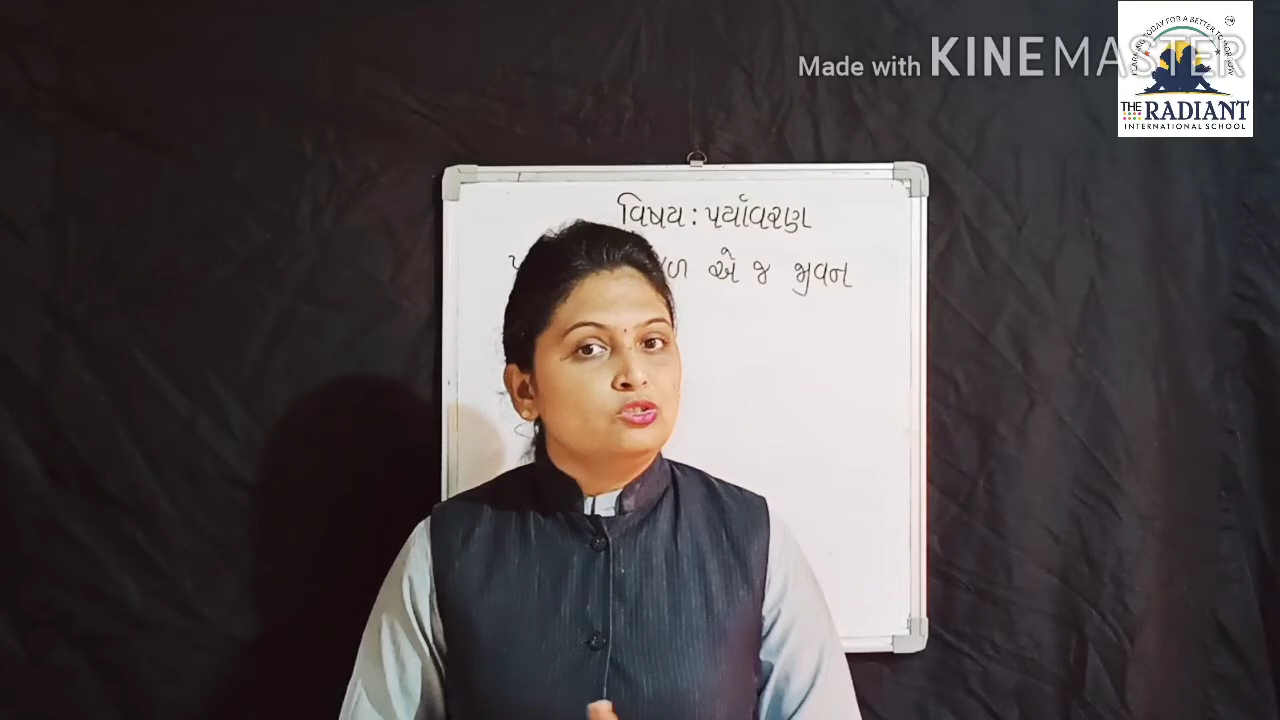 Made with KINEMASTER
THE RADIANT
INTERNATIONAL SCHOOL
વિષય : પર્યાવરણ
એ જ જીવન